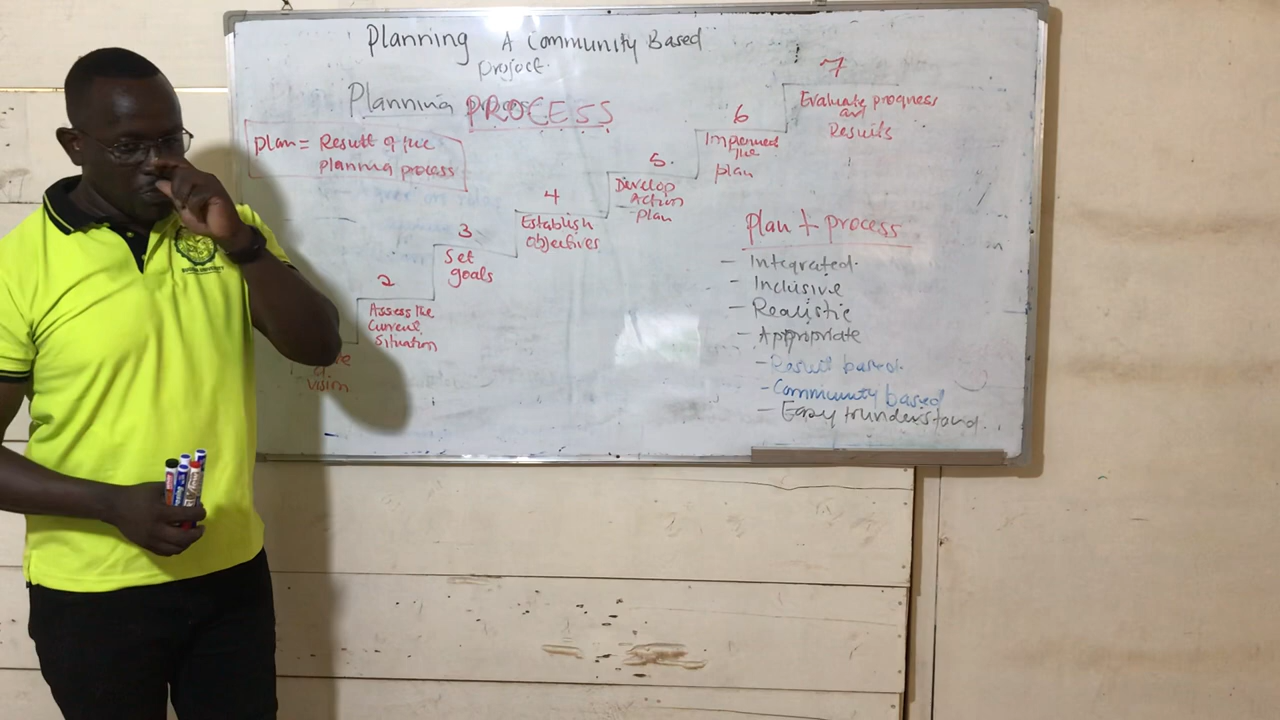 Planning A Community Based
project.
Planning PROCESS
plan = Result of the
planning process
2
Assess the
Current
Situation
3
Set
goals
4
Establish
objectives
5.
Develop
Action
plan
6
Implement
the
plan
7
Evaluate progress
and
Results
vision
plan + process
- Integrated.
- Inclusive
- Realistic
- Appropriate
- Result based.
- Community based
- Easy to understand.